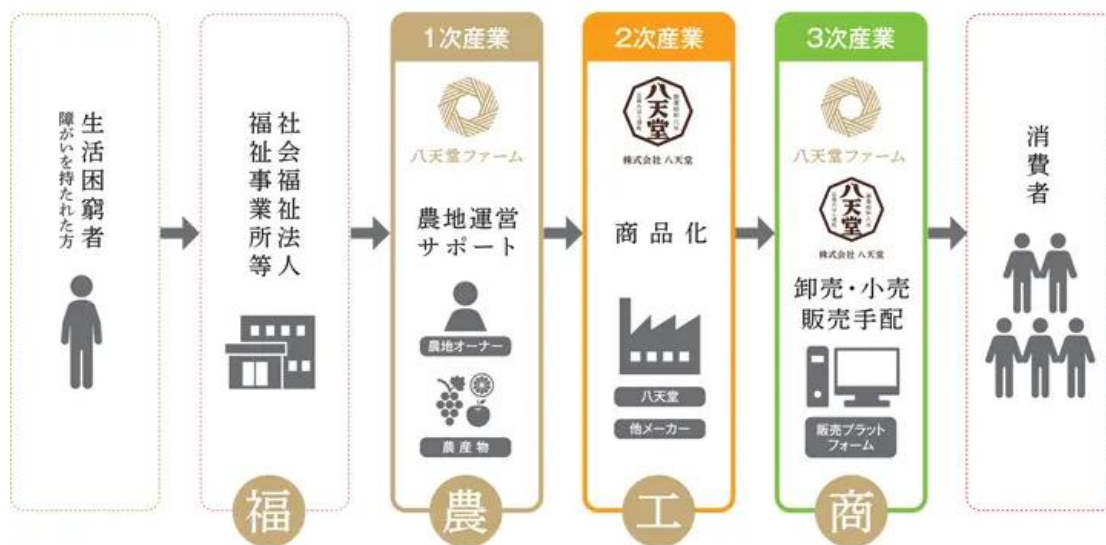 生活困窮者
障がいを持たれた方
社会福祉法人
福祉事業所等
福
1次産業
八天堂ファーム
農地運営
サポート
農地オーナー
農産物
農
2次産業
八天堂
株式会社 八天堂
商品化
八天堂
他メーカー
工
3次産業
八天堂ファーム
八天堂
株式会社 八天堂
卸売・小売
販売手配
販売プラット
フォーム
商
消費者